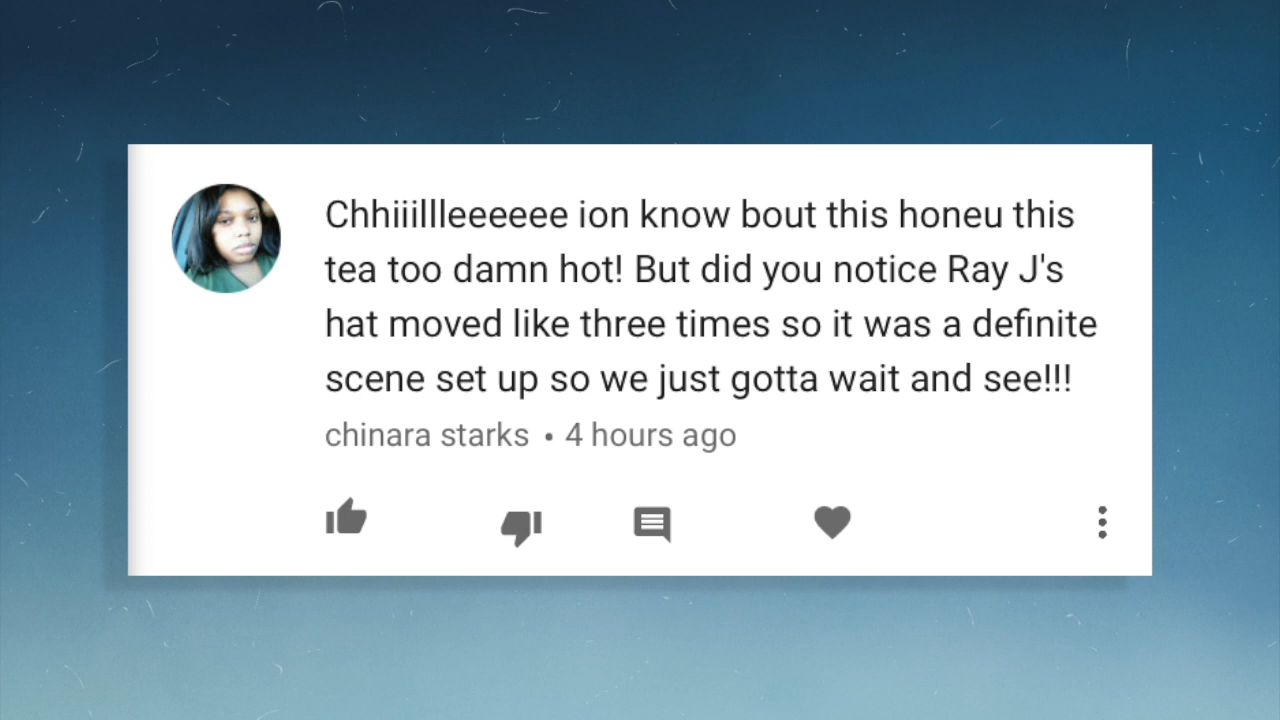 Chhiiillleeeeee ion know bout this honeu this
tea too damn hot! But did you notice Ray J's
hat moved like three times so it was a definite
scene set up so we just gotta wait and see!!!
chinara starks • 4 hours ago